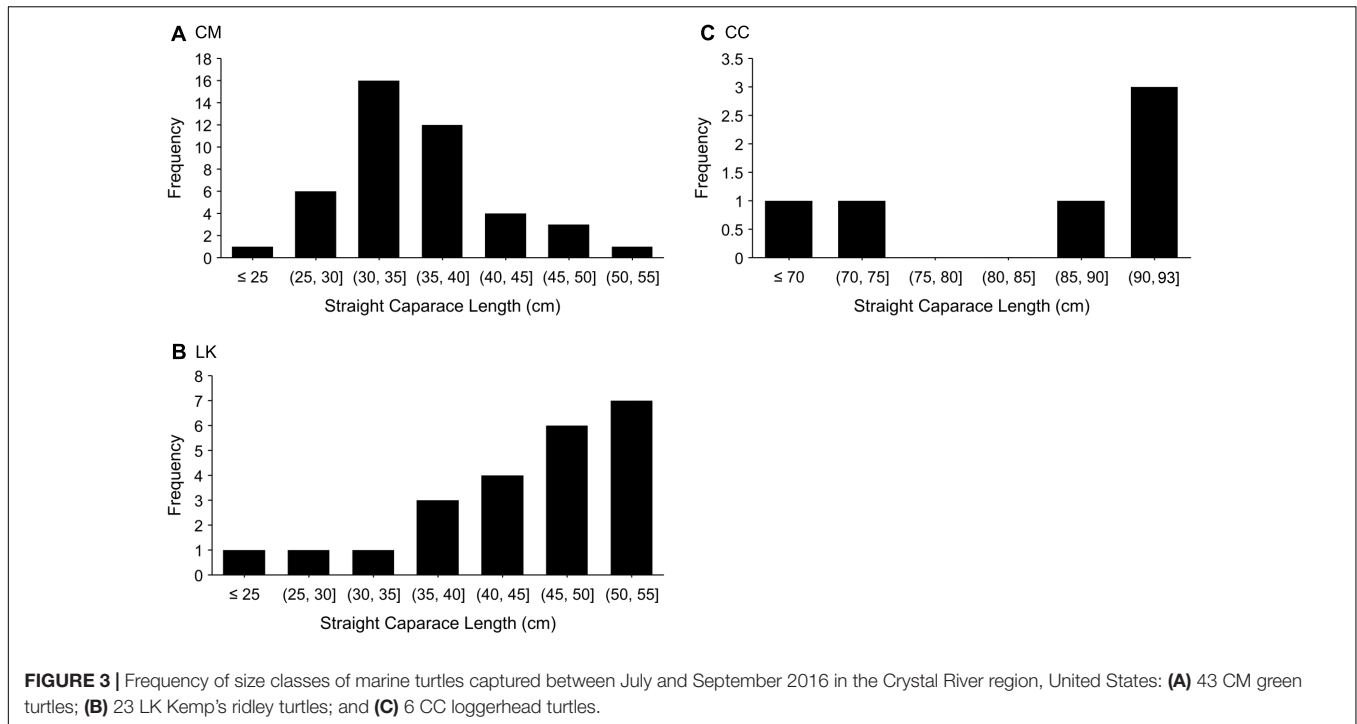 A CM
18
16
14
12
10
8
6
4
2
0
Frequency
≤ 25 (25, 30] (30, 35] (35, 40] (40, 45] (45, 50] (50, 55]
Straight Caparace Length (cm)
C CC
3.5
3
2.5
2
1.5
1
0.5
0
Frequency
≤ 70 (70, 75] (75, 80] (80, 85] (85, 90] (90, 93]
Straight Caparace Length (cm)
B LK
8
7
6
5
4
3
2
1
0
Frequency
≤ 25 (25, 30] (30, 35] (35, 40] (40, 45] (45, 50] (50, 55]
Straight Caparace Length (cm)
FIGURE 3 | Frequency of size classes of marine turtles captured between July and September 2016 in the Crystal River region, United States: (A) 43 CM green
turtles; (B) 23 LK Kemp's ridley turtles; and (C) 6 CC loggerhead turtles.